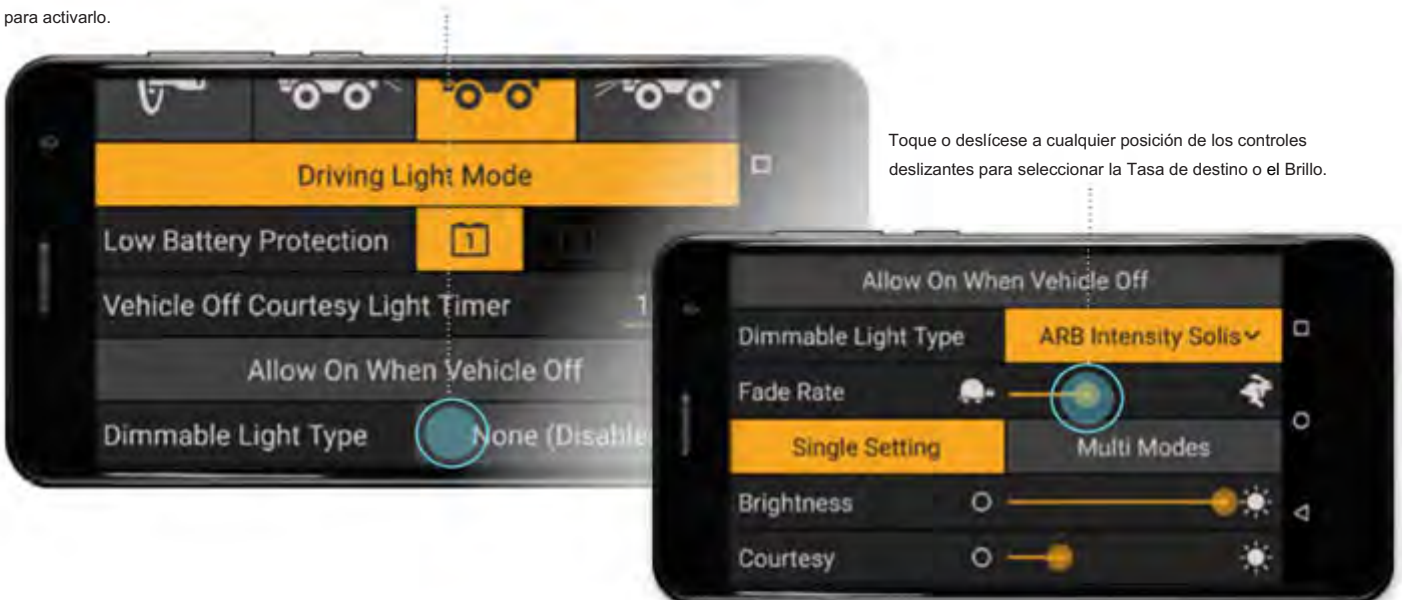 para activarlo.
Driving Light Mode
Low Battery Protection 1
Vehicle Off Courtesy Light Timer 1
Allow On When Vehicle Off
Dimmable Light Type None (Disable
Toque o deslícese a cualquier posición de los controles
deslizantes para seleccionar la Tasa de destino o el Brillo.
Allow On When Vehicle Off
Dimmable Light Type ARB Intensity Solis
Fade Rate
Single Setting Multi Modes
Brightness
Courtesy